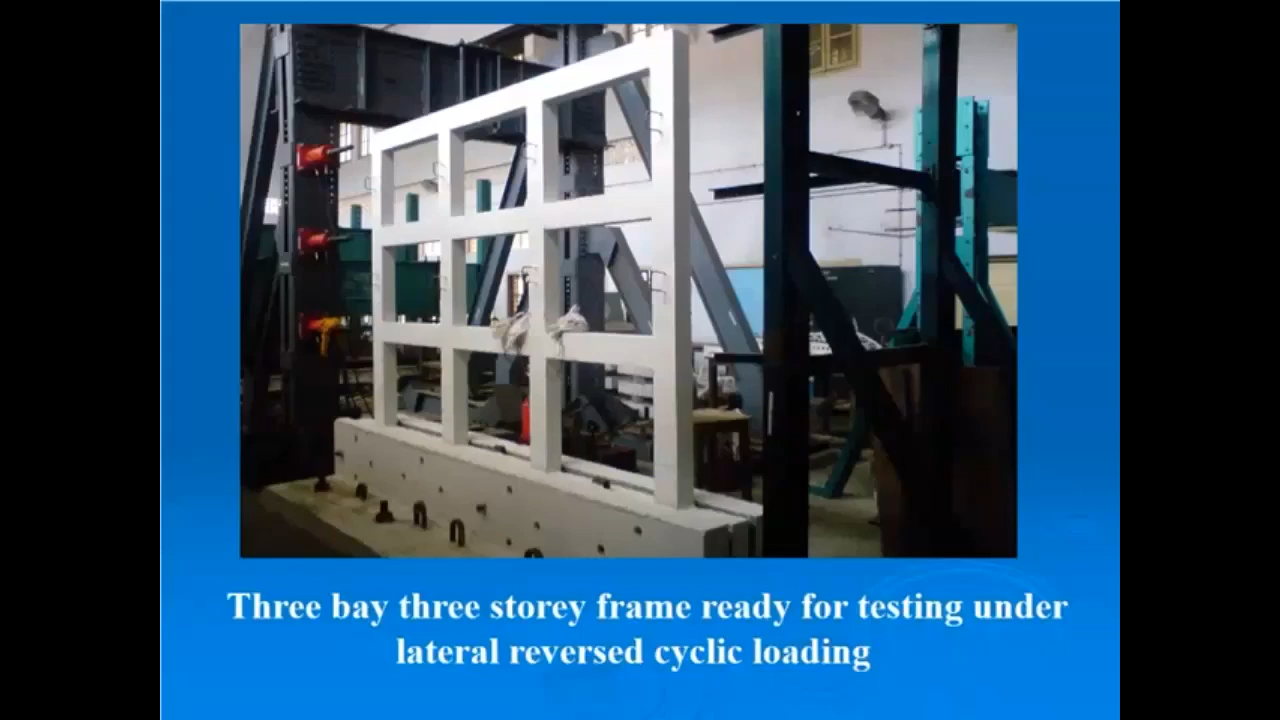 Three bay three storey frame ready for testing under
lateral reversed cyclic loading